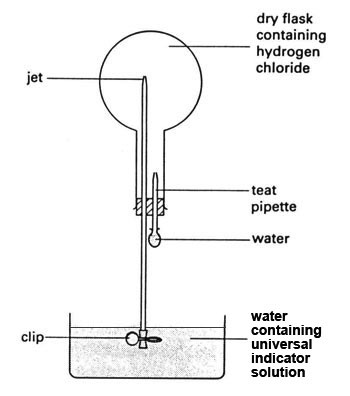 dry flask
containing
hydrogen
chloride
jet
teat
pipette
water
clip
water
containing
universal
indicator
solution